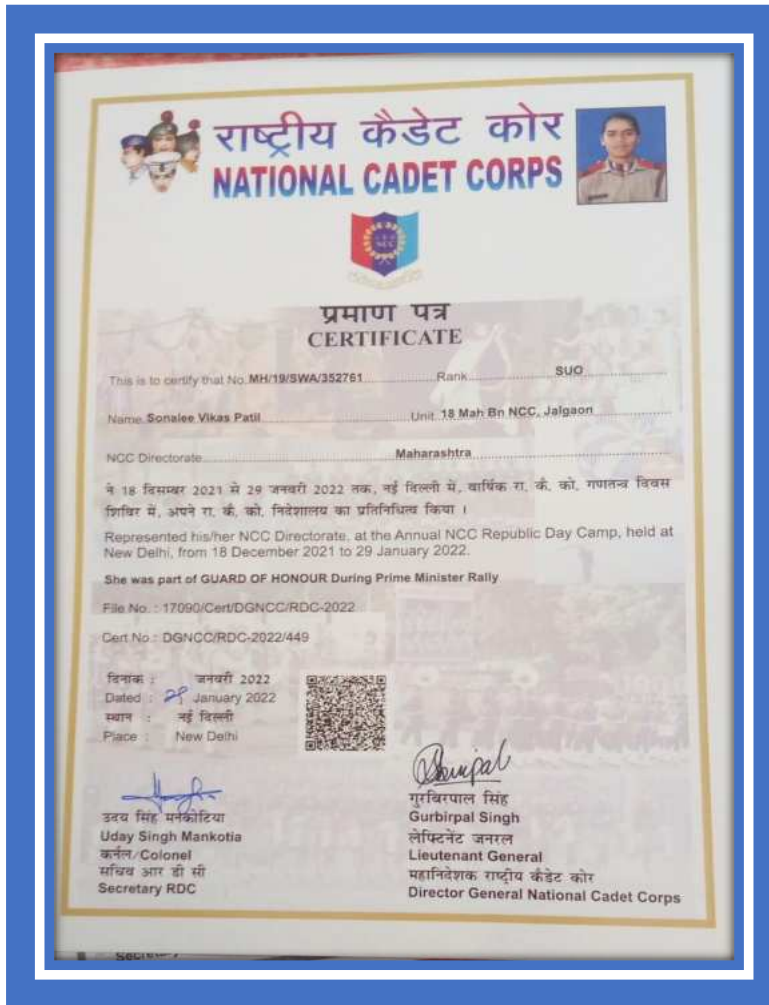 राष्ट्रीय कैडेट कोर
NATIONAL CADET CORPS
NCC
प्रमाण पत्र
CERTIFICATE
This is to certify that No. MH/19/SWA/352761 Rank SUO
Name Sonalee Vikas Patil Unit 18 Mah Bn NCC, Jalgaon
NCC Directorate Maharashtra
ने 18 दिसम्बर 2021 से 29 जनवरी 2022 तक, नई दिल्ली में, वार्षिक रा. कै. को. गणतन्त्र दिवस
शिविर में, अपने रा. कै. को. निदेशालय का प्रतिनिधित्व किया ।
Represented his/her NCC Directorate, at the Annual NCC Republic Day Camp, held at
New Delhi, from 18 December 2021 to 29 January 2022.
She was part of GUARD OF HONOUR During Prime Minister Rally
File No. : 17090/Cert/DGNCC/RDC-2022
Cert No.: DGNCC/RDC-2022/449
दिनांक : जनवरी 2022
Dated : 29 January 2022
स्थान : नई दिल्ली
Place : New Delhi
उदय सिंह मनकोटिया
Uday Singh Mankotia
कर्नल/Colonel
सचिव आर डी सी
Secretary RDC
गुरबिरपाल सिंह
Gurbirpal Singh
लेफ्टिनेंट जनरल
Lieutenant General
महानिदेशक राष्ट्रीय कैडेट कोर
Director General National Cadet Corps
Secretary